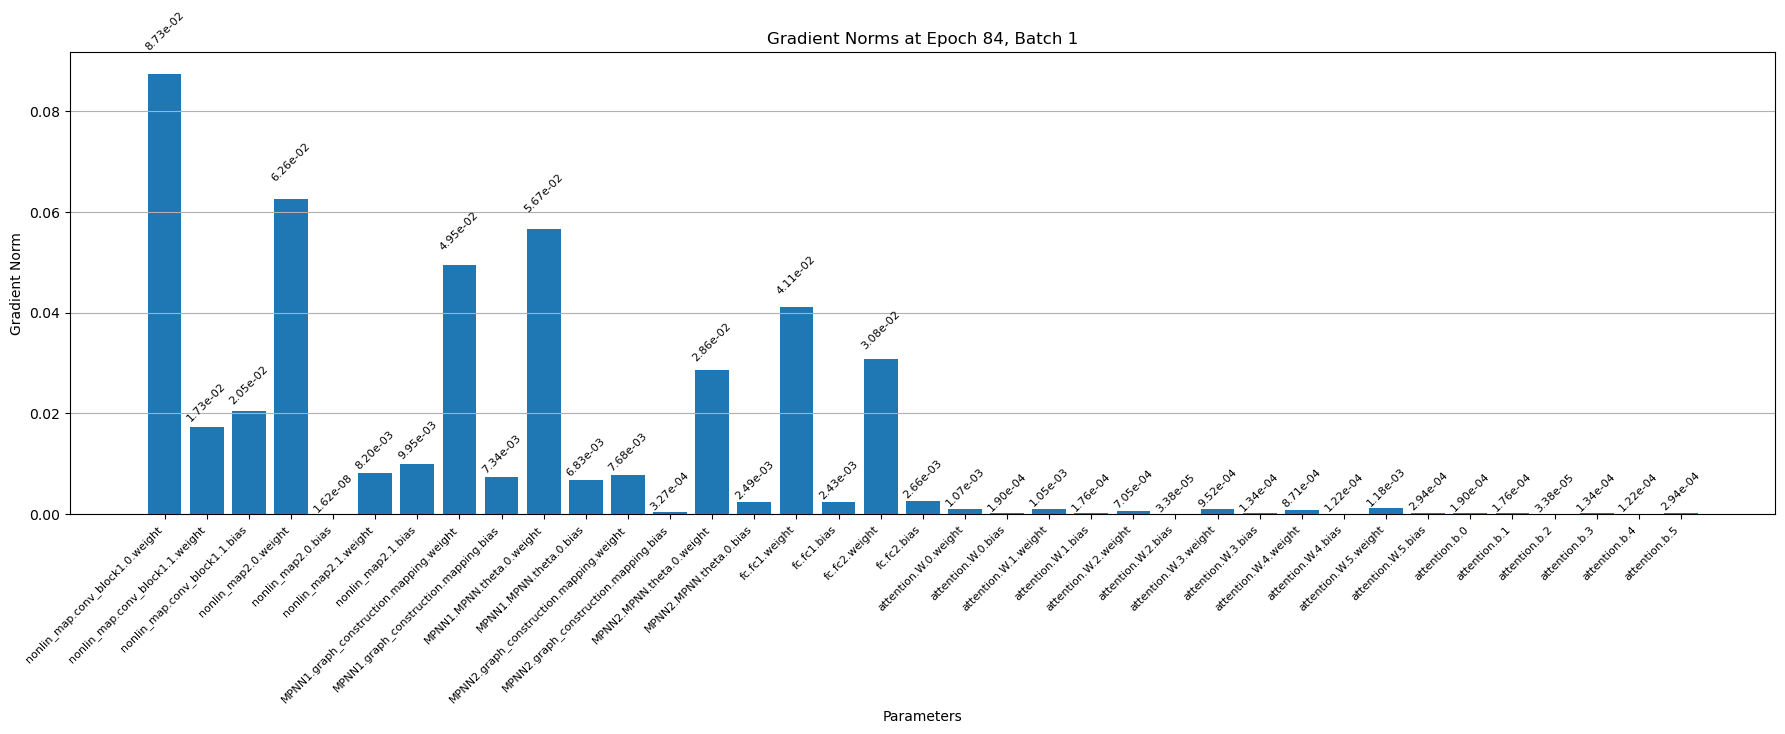 Gradient Norms at Epoch 84, Batch 1
Gradient Norm
0.08
0.06
0.04
0.02
0.00
8.73e-02
1.73e-02
2.05e-02
6.26e-02
1.62e-08
8.20e-03
9.95e-03
4.95e-02
7.34e-03
5.67e-02
6.83e-03
7.68e-03
3.27e-04
2.86e-02
2.49e-03
4.11e-02
2.43e-03
3.08e-02
2.66e-03
1.07e-03
1.90e-04
1.05e-03
1.76e-04
7.05e-04
3.38e-05
9.52e-04
1.34e-04
8.71e-04
1.22e-04
1.18e-03
2.94e-04
1.90e-04
1.76e-04
3.38e-05
1.34e-04
1.22e-04
2.94e-04
nonlin_map.conv_block1.0.weight
nonlin_map.conv_block1.1.weight
nonlin_map.conv_block1.1.bias
nonlin_map2.0.weight
nonlin_map2.0.bias
nonlin_map2.1.weight
nonlin_map2.1.bias
MPNN1.graph_construction.mapping.weight
MPNN1.graph_construction.mapping.bias
MPNN1.MPNN.theta.0.weight
MPNN1.MPNN.theta.0.bias
MPNN2.graph_construction.mapping.weight
MPNN2.graph_construction.mapping.bias
MPNN2.MPNN.theta.0.weight
MPNN2.MPNN.theta.0.bias
fc.fc1.weight
fc.fc1.bias
fc.fc2.weight
fc.fc2.bias
attention.W.0.weight
attention.W.0.bias
attention.W.1.weight
attention.W.1.bias
attention.W.2.weight
attention.W.2.bias
attention.W.3.weight
attention.W.3.bias
attention.W.4.weight
attention.W.4.bias
attention.W.5.weight
attention.W.5.bias
attention.b.0
attention.b.1
attention.b.2
attention.b.3
attention.b.4
attention.b.5
Parameters